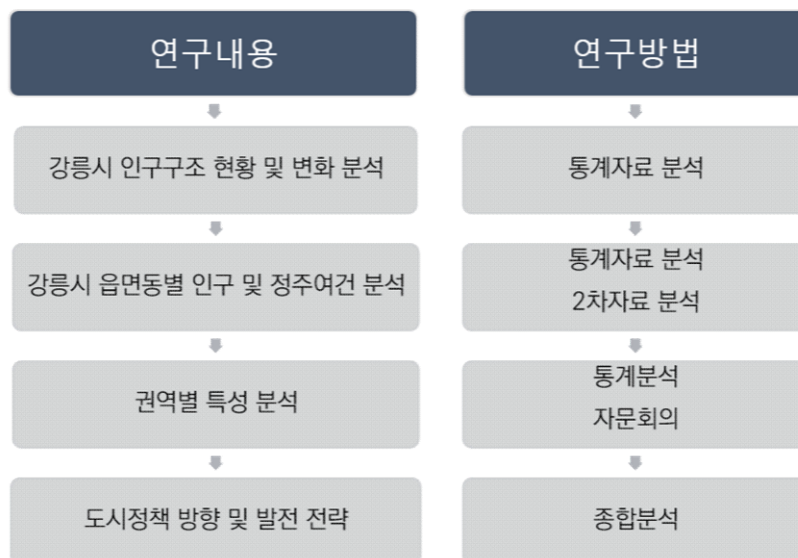 연구내용
강릉시 인구구조 현황 및 변화 분석
강릉시 읍면동별 인구 및 정주여건 분석
권역별 특성 분석
도시정책 방향 및 발전 전략
연구방법
통계자료 분석
통계자료 분석
2차자료 분석
통계분석
자문회의
종합분석